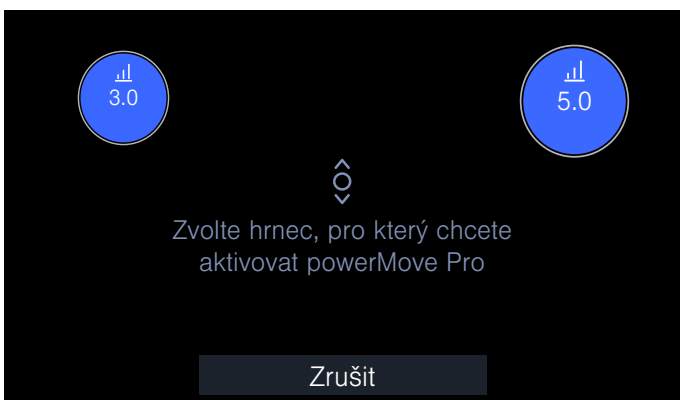 3.0
5.0
Zvolte hrnec, pro který chcete
aktivovat powerMove Pro
Zrušit